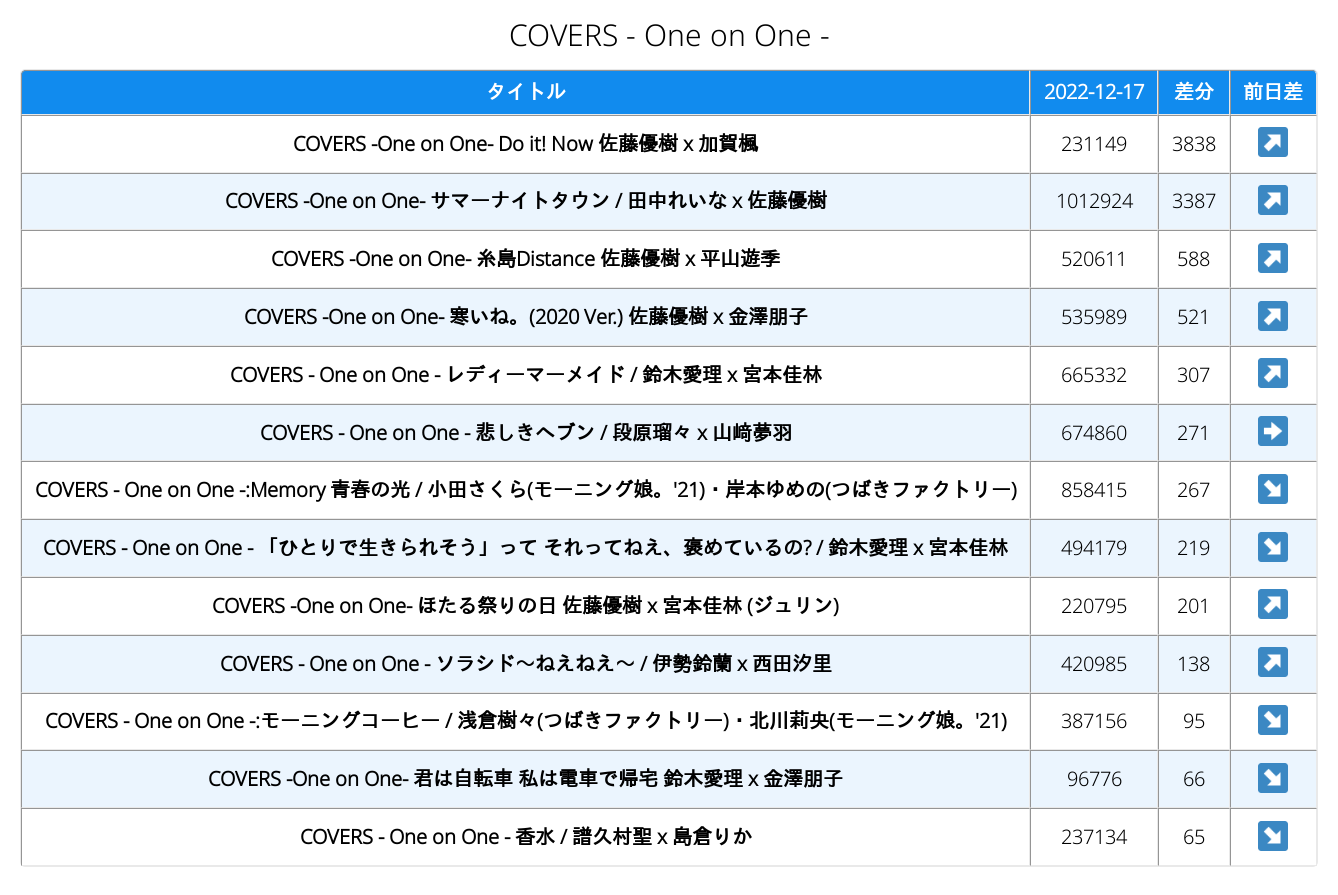 COVERS - One on One -
タイトル 2022-12-17 差分 前日差
COVERS -One on One- Do it! Now 佐藤優樹 x 加賀楓 231149 3838
COVERS -One on One- サマーナイトタウン / 田中れいな x 佐藤優樹 1012924 3387
COVERS -One on One- 糸島Distance 佐藤優樹 x 平山遊季 520611 588
COVERS -One on One- 寒いね。(2020 Ver.) 佐藤優樹 x 金澤朋子 535989 521
COVERS - One on One - レディーマーメイド / 鈴木愛理 x 宮本佳林 665332 307
COVERS - One on One - 悲しきヘブン / 段原瑠々 x 山﨑夢羽 674860 271
COVERS - One on One -:Memory 青春の光 / 小田さくら(モーニング娘。'21)・岸本ゆめの(つばきファクトリー) 858415 267
COVERS - One on One - 「ひとりで生きられそう」って それってねえ、褒めているの? / 鈴木愛理 x 宮本佳林 494179 219
COVERS -One on One- ほたる祭りの日 佐藤優樹 x 宮本佳林 (ジュリン) 220795 201
COVERS - One on One - ソラシド～ねえねえ～ / 伊勢鈴蘭 x 西田汐里 420985 138
COVERS - One on One -:モーニングコーヒー / 浅倉樹々(つばきファクトリー)・北川莉央(モーニング娘。'21) 387156 95
COVERS -One on One- 君は自転車 私は電車で帰宅 鈴木愛理 x 金澤朋子 96776 66
COVERS - One on One - 香水 / 譜久村聖 x 島倉りか 237134 65